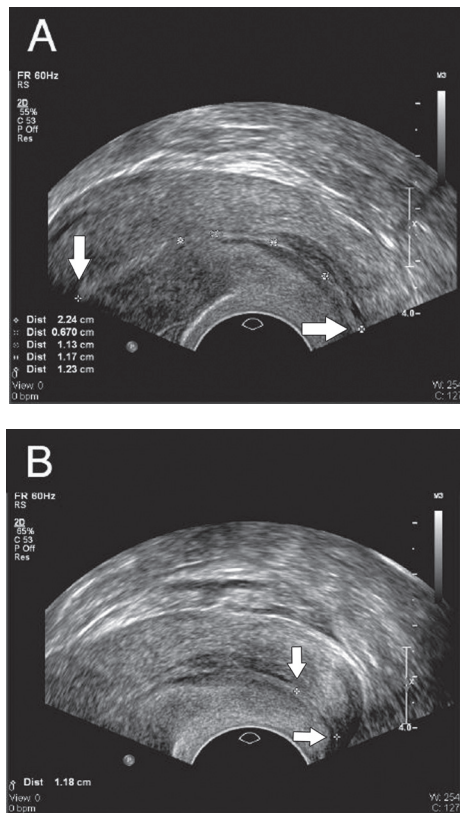 A
FR 60Hz
RS
2D
55%
C 53
P Off
Res
M3
4.0
Dist 2.24 cm
Dist 0.670 cm
Dist 1.13 cm
Dist 1.17 cm
Dist 1.23 cm
P
0
View 0
0 bpm
W: 254
C: 127
B
FR 60Hz
RS
2D
65%
C 53
P Off
Res
M3
4.0
Dist 1.18 cm
0
View 0
0 bpm
W: 254
C: 127